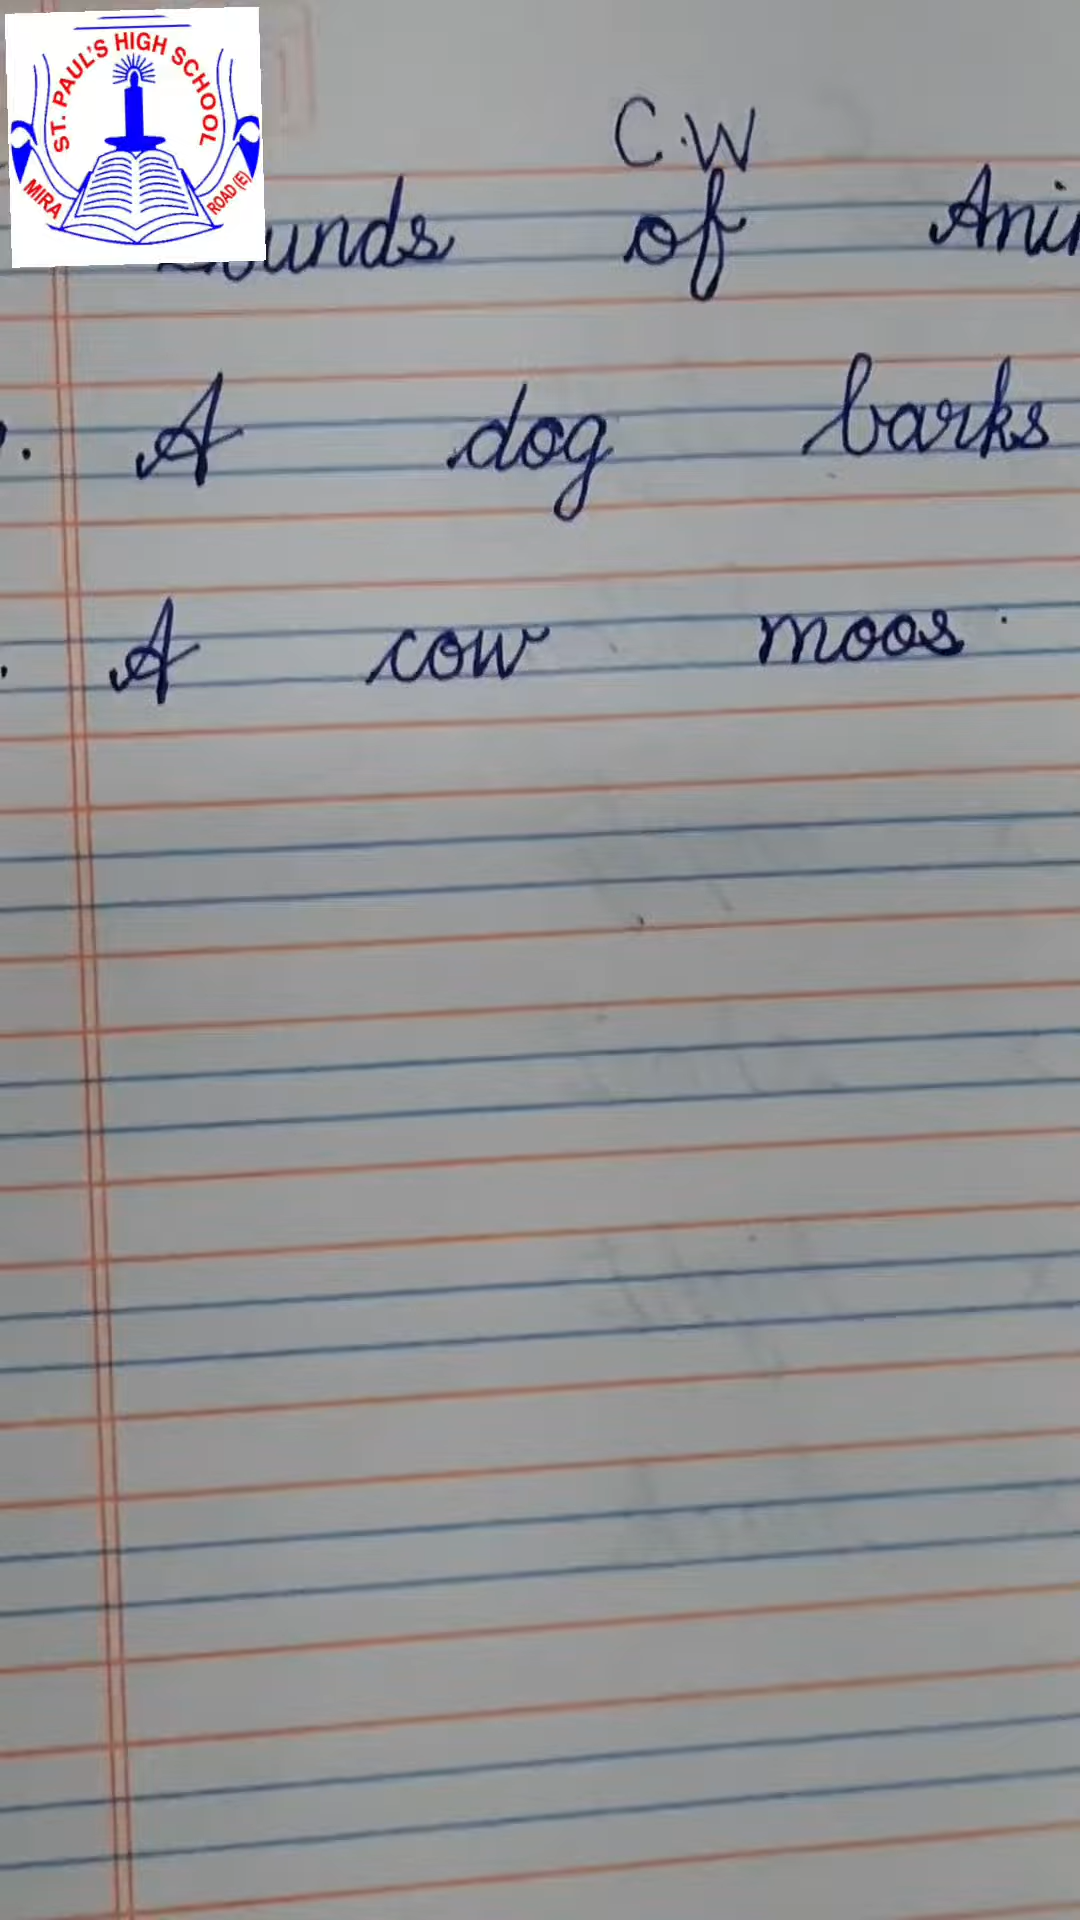 ST. PAUL'S HIGH SCHOOL
MIRA ROAD (E)
C.W
of
A dog barks
A cow moos.